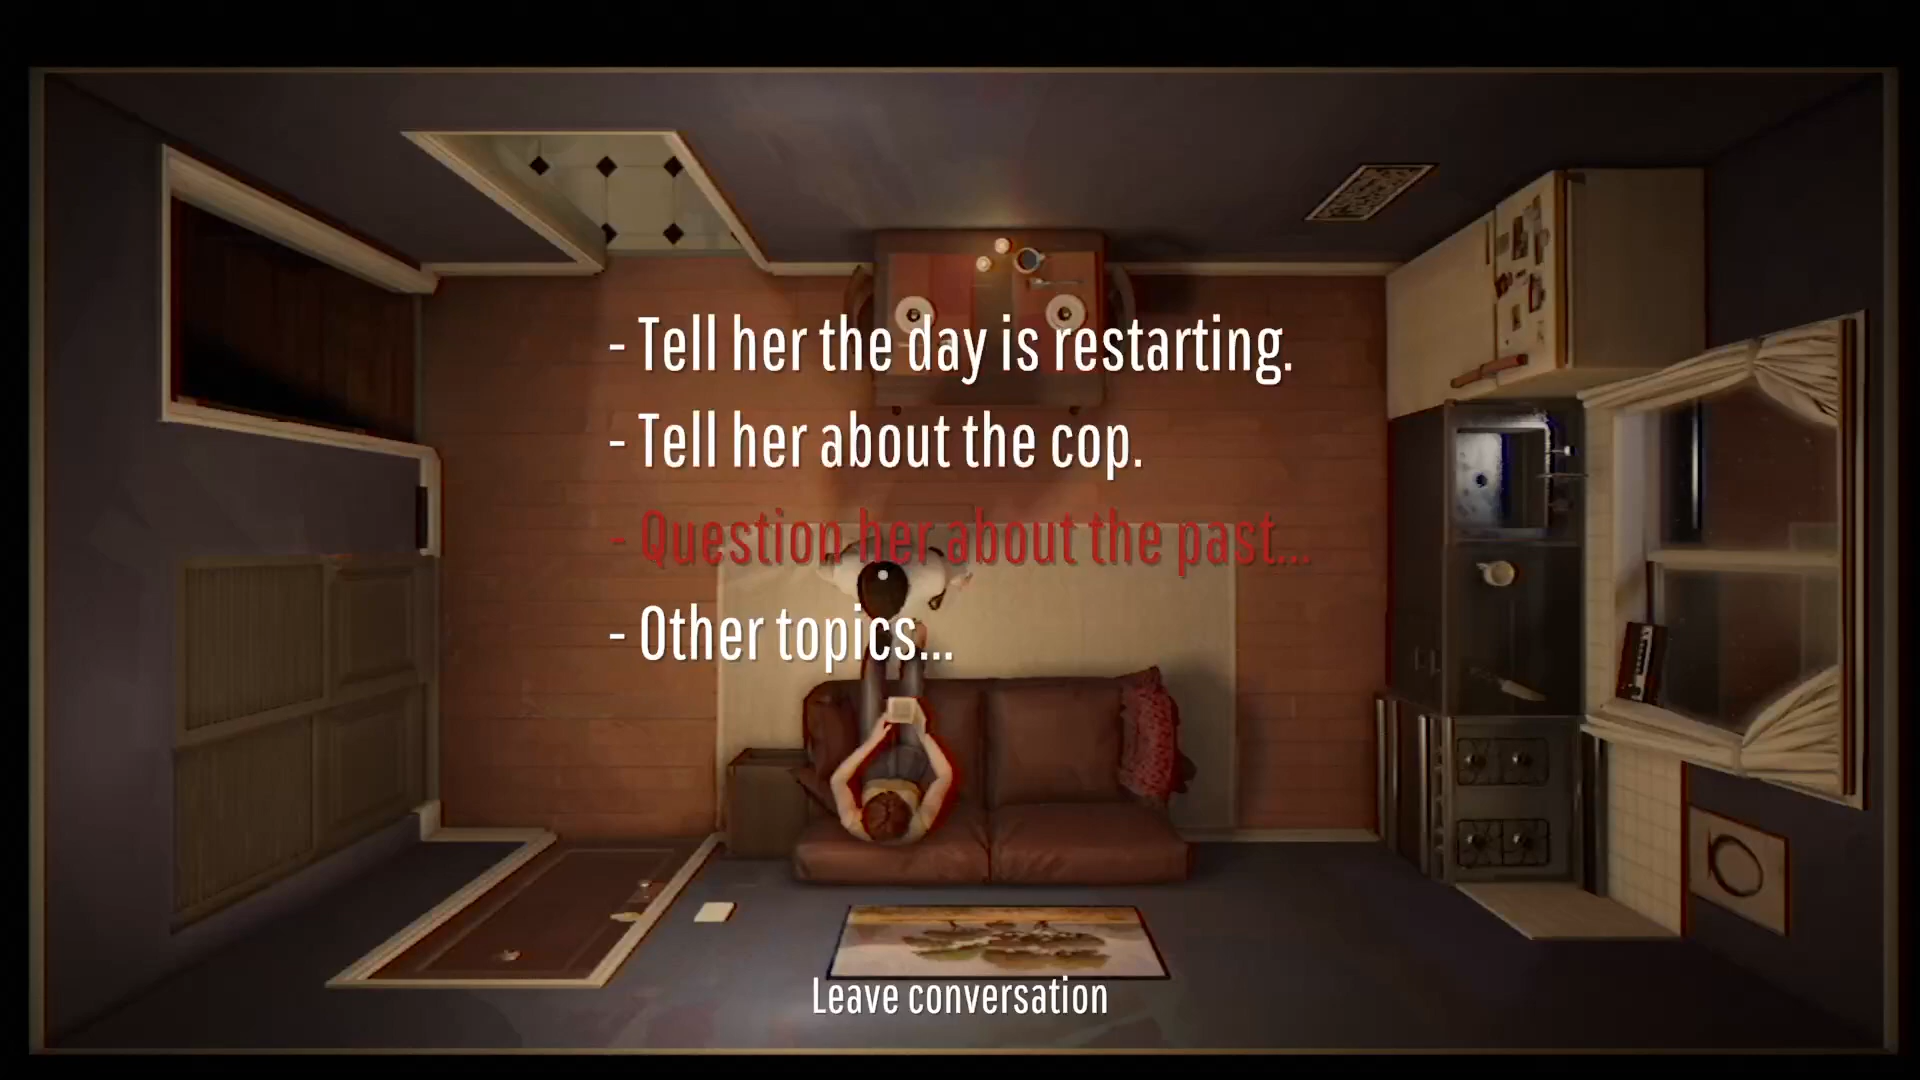 - Tell her the day is restarting.
- Tell her about the cop.
- Question her about the past...
- Other topics...
Leave conversation